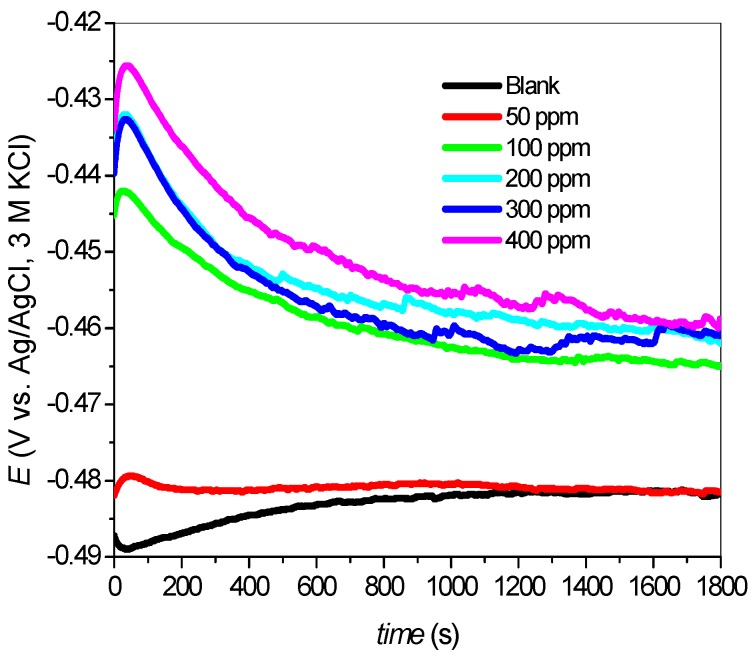 E (V vs. Ag/AgCl, 3 M KCl)
-0.42
-0.43
-0.44
-0.45
-0.46
-0.47
-0.48
-0.49
Blank
50 ppm
100 ppm
200 ppm
300 ppm
400 ppm
0 200 400 600 800 1000 1200 1400 1600 1800
time (s)